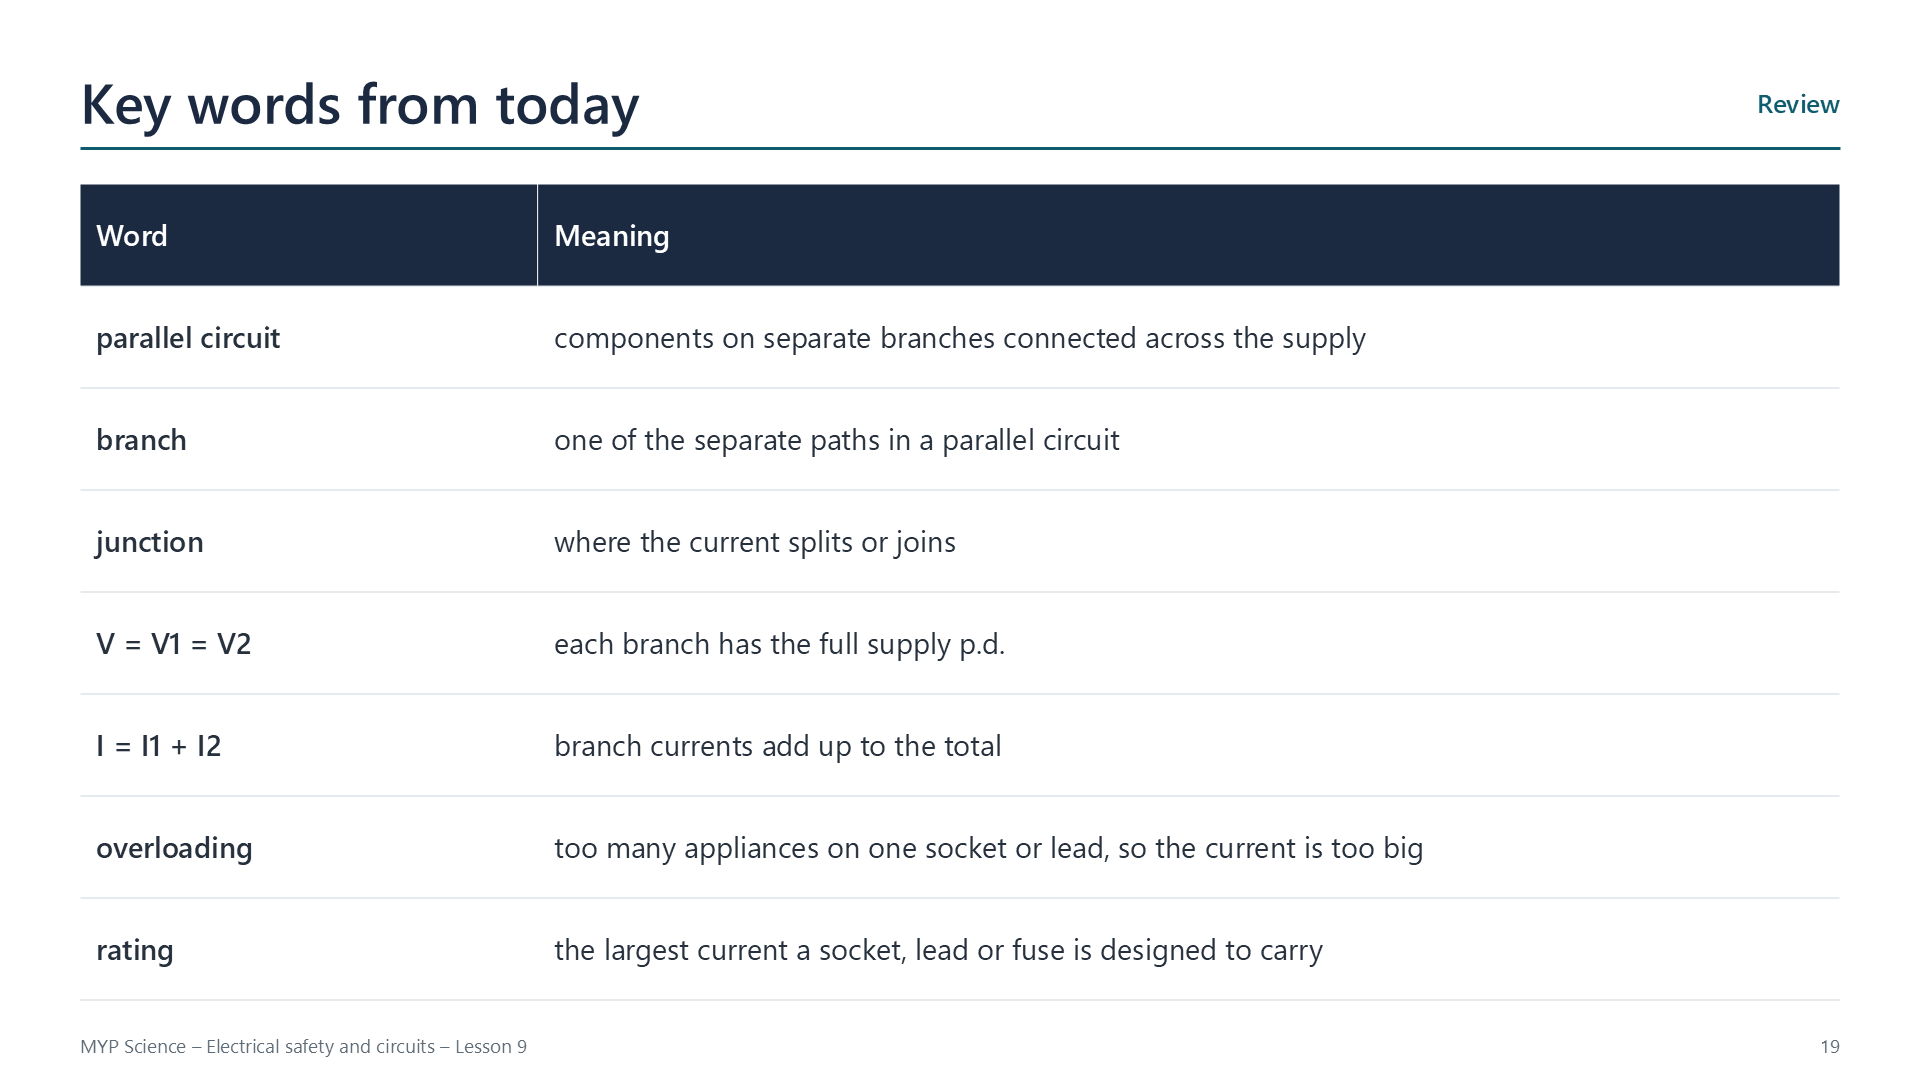 Key words from today
Review
Word
Meaning
parallel circuit
components on separate branches connected across the supply
branch
one of the separate paths in a parallel circuit
junction
where the current splits or joins
V = V1 = V2
each branch has the full supply p.d.
I = I1 + I2
branch currents add up to the total
overloading
too many appliances on one socket or lead, so the current is too big
rating
the largest current a socket, lead or fuse is designed to carry
MYP Science – Electrical safety and circuits – Lesson 9
19